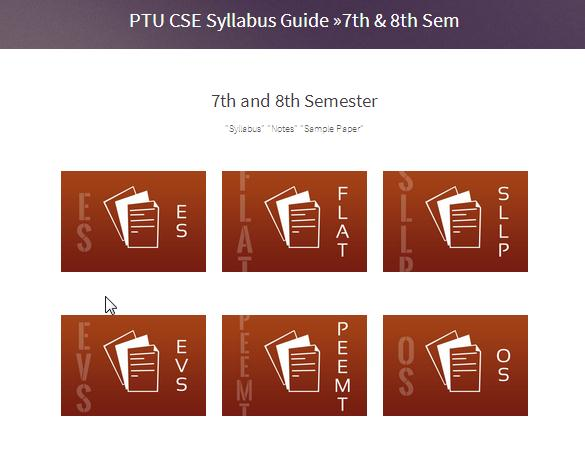 PTU CSE Syllabus Guide »7th & 8th Sem
7th and 8th Semester
"Syllabus" "Notes" "Sample Paper"
ES
ES
FLAT
FLAT
SLLP
SLLP
EVS
EVS
PEEMT
PEEMT
OS
OS